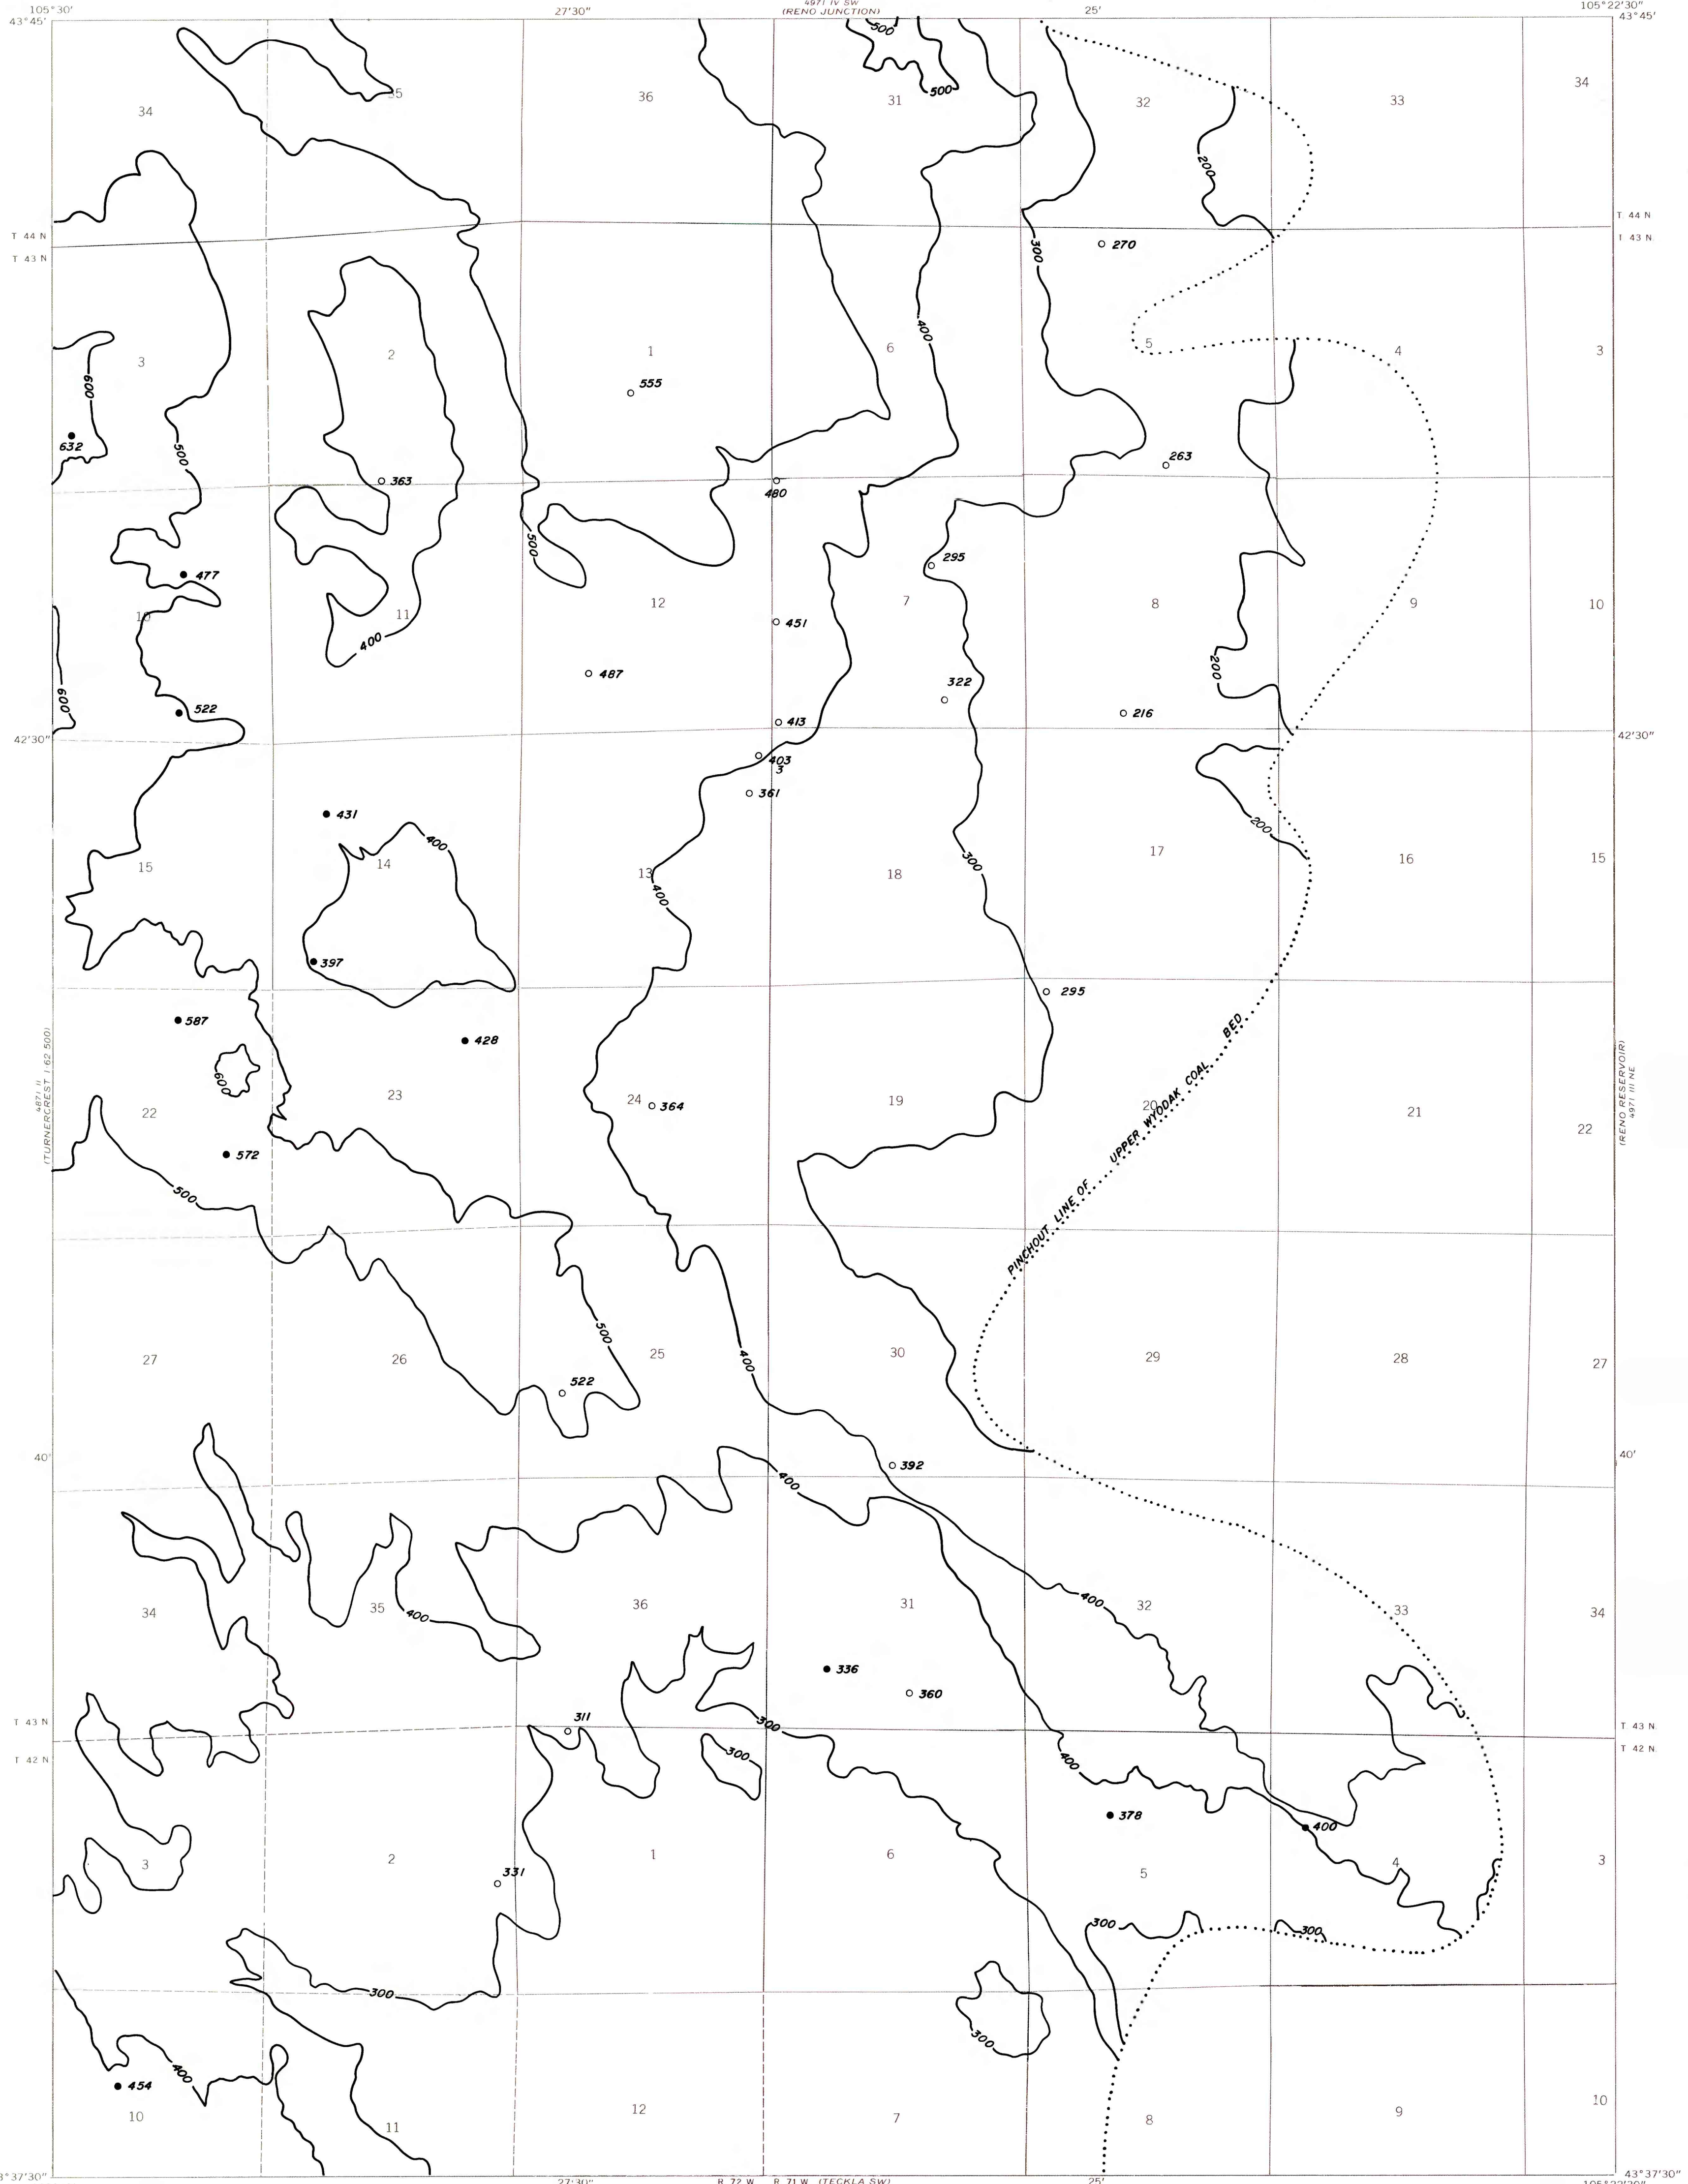 4971 IV SW
105°30' 27'30" (RENO JUNCTION) 25' 105°22'30"
43°45' 43°45'
500
34 35 36 31 500 32 33 34
200
T 44 N T 44 N
T 43 N T 43 N
300 270
400
3 2 1 6 5 4 3
600 555
632 500 363 480 263
500
477 295
10 11 12 7 8 9 10
400 451
600 487 322 200
522 413 216
42'30" 42'30"
403
3
361
431 400 200
15 14 13 18 17 16 15
400 300
397
295
587 428
600
22 23 24 364 19 20 21 22
572
500
PINCHOUT LINE OF UPPER WYODAK COAL BED
4871 II
(TURNERCREST 1:62 500)
(RENO RESERVOIR)
4971 III NE
500
27 26 25 400 30 29 28 27
522
40' 40'
392
400
400
34 35 400 36 31 32 33 34
336
360
T 43 N T 43 N
T 42 N T 42 N
311 300
300 400
378 400
3 2 1 6 5 4 3
331
300 300
300
300
400
454
10 11 12 7 8 9 10
3°37'30" 43°37'30"
27'30" R 72 W R 71 W (TECKLA SW) 25'